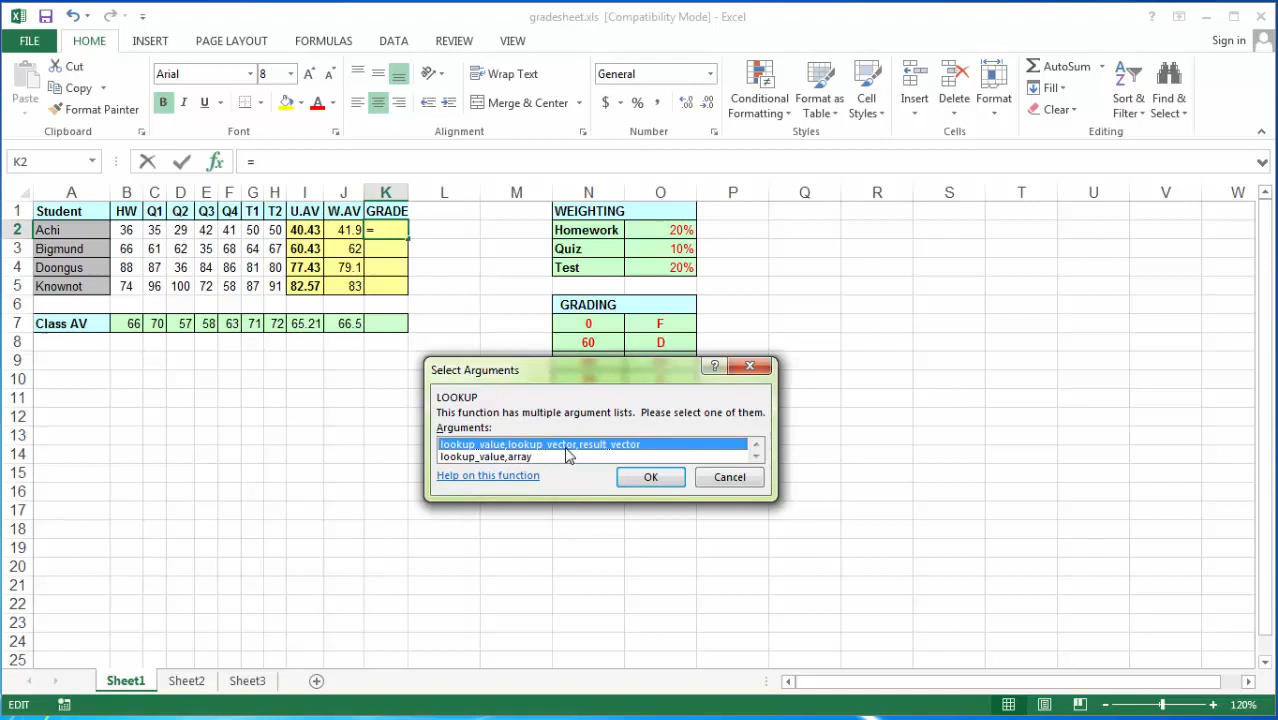 gradesheet.xls [Compatibility Mode] - Excel
FILE HOME INSERT PAGE LAYOUT FORMULAS DATA REVIEW VIEW Sign in
Paste
Cut
Copy
Format Painter
Clipboard
Arial 8
B I U
Font
Wrap Text
Merge & Center
Alignment
General
$ % ,
Number
Conditional Formatting
Format as Table
Cell Styles
Styles
Insert Delete Format
Cells
AutoSum
Fill
Clear
Sort & Filter
Find & Select
Editing
K2 fx =
A B C D E F G H I J K L M N O P Q R S T U V W
1 Student HW Q1 Q2 Q3 Q4 T1 T2 U.AV W.AV GRADE WEIGHTING
2 Achi 36 35 29 42 41 50 50 40.43 41.9 = Homework 20%
3 Bigmund 61 62 35 68 64 67 60.43 62 Quiz 10%
4 Doongus 88 87 36 84 86 81 80 77.43 79.1 Test 20%
5 Knownot 74 96 100 72 58 87 91 82.57 83
6 GRADING
7 Class AV 66 70 57 58 63 71 72 65.21 66.5 0 F
8 60 D
9
10
11
12
13
14
15
16
17
18
19
20
21
22
23
24
25
Select Arguments ?
LOOKUP
This function has multiple argument lists. Please select one of them.
Arguments:
lookup_value,lookup_vector,result_vector
lookup_value,array
Help on this function OK Cancel
Sheet1 Sheet2 Sheet3
EDIT 120%